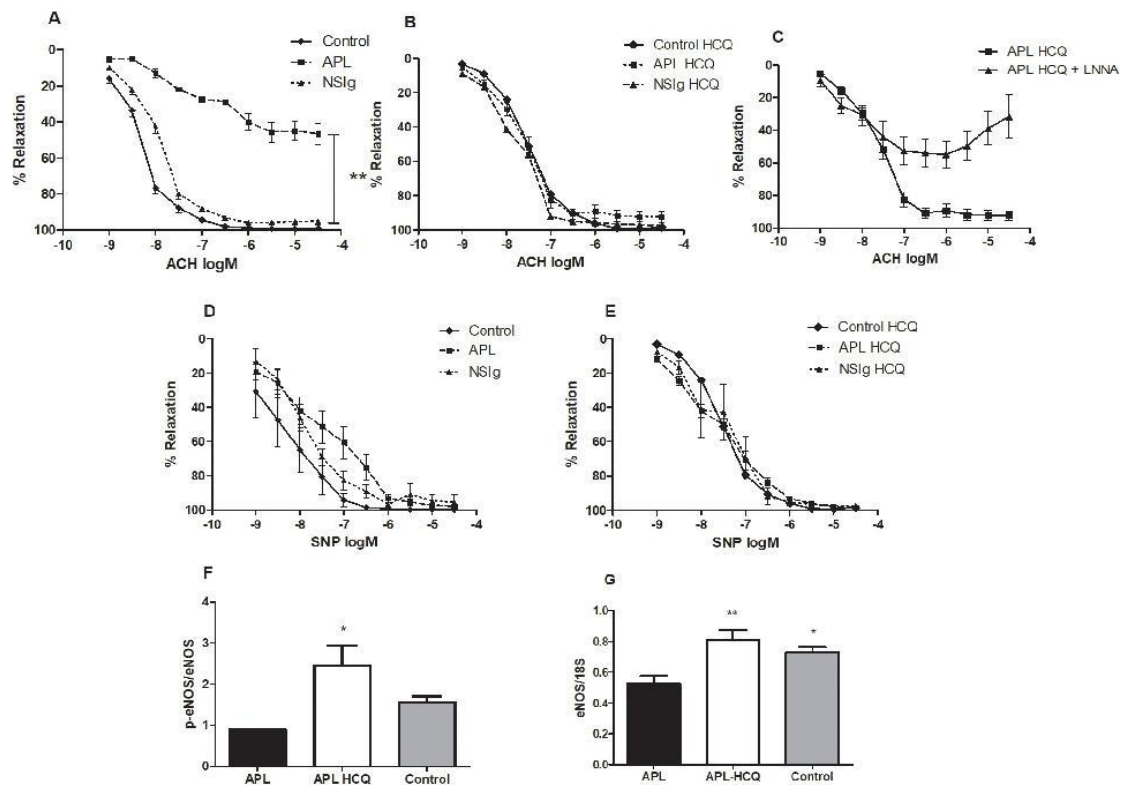 A
Control
APL
NSIg
0
20
40
60
80
100
% Relaxation
**
-10 -9 -8 -7 -6 -5 -4
ACH logM
B
Control HCQ
APL HCQ
NSIg HCQ
0
20
40
60
80
100
% Relaxation
-10 -9 -8 -7 -6 -5 -4
ACH logM
C
APL HCQ
APL HCQ + LNNA
0
20
40
60
80
100
% Relaxation
-10 -9 -8 -7 -6 -5 -4
ACH logM
D
Control
APL
NSIg
0
20
40
60
80
100
% Relaxation
-10 -9 -8 -7 -6 -5 -4
SNP logM
E
Control HCQ
APL HCQ
NSIg HCQ
0
20
40
60
80
100
% Relaxation
-10 -9 -8 -7 -6 -5 -4
SNP logM
F
4
3
2
1
0
p-eNOS/eNOS
*
APL APL HCQ Control
G
1.0
0.8
0.6
0.4
0.2
0.0
eNOS/18S
**
*
APL APL-HCQ Control